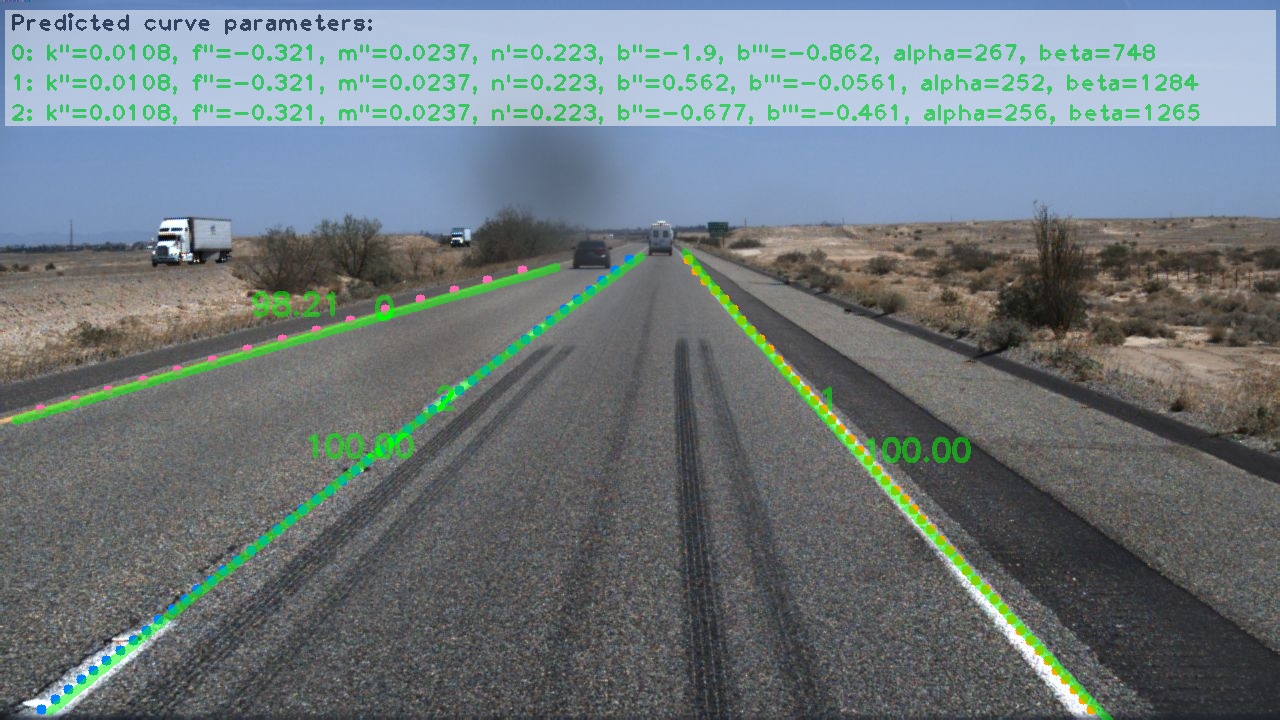 Predicted curve parameters:
0: k''=0.0108, f''=-0.321, m''=0.0237, n'=0.223, b''=-1.9, b'''=-0.862, alpha=267, beta=748
1: k''=0.0108, f''=-0.321, m''=0.0237, n'=0.223, b''=0.562, b'''=-0.0561, alpha=252, beta=1284
2: k''=0.0108, f''=-0.321, m''=0.0237, n'=0.223, b''=-0.677, b'''=-0.461, alpha=256, beta=1265
98.21 0
2 1
100.00 100.00